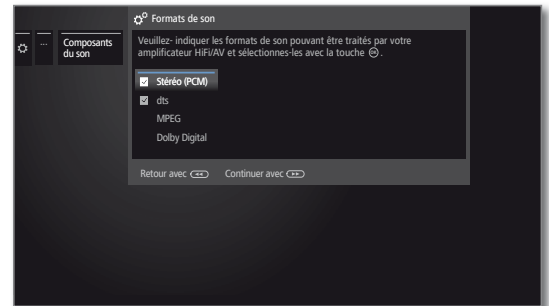 Formats de son
...
Composants
du son
Veuillez- indiquer les formats de son pouvant être traités par votre
amplificateur HiFi/AV et sélectionnes-les avec la touche OK.
Stéréo (PCM)
dts
MPEG
Dolby Digital
Retour avec Continuer avec